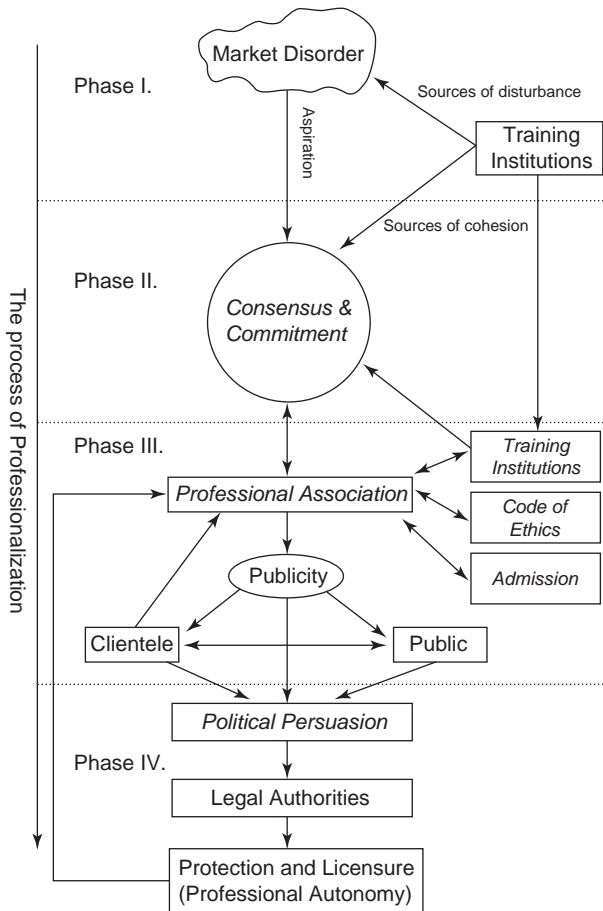 Market Disorder
Phase I.
Sources of disturbance
Aspiration
Training
Institutions
Sources of cohesion
Phase II.
Consensus &
Commitment
The process of Professionalization
Phase III.
Training
Institutions
Professional Association
Code of
Ethics
Publicity
Admission
Clientele
Public
Political Persuasion
Phase IV.
Legal Authorities
Protection and Licensure
(Professional Autonomy)